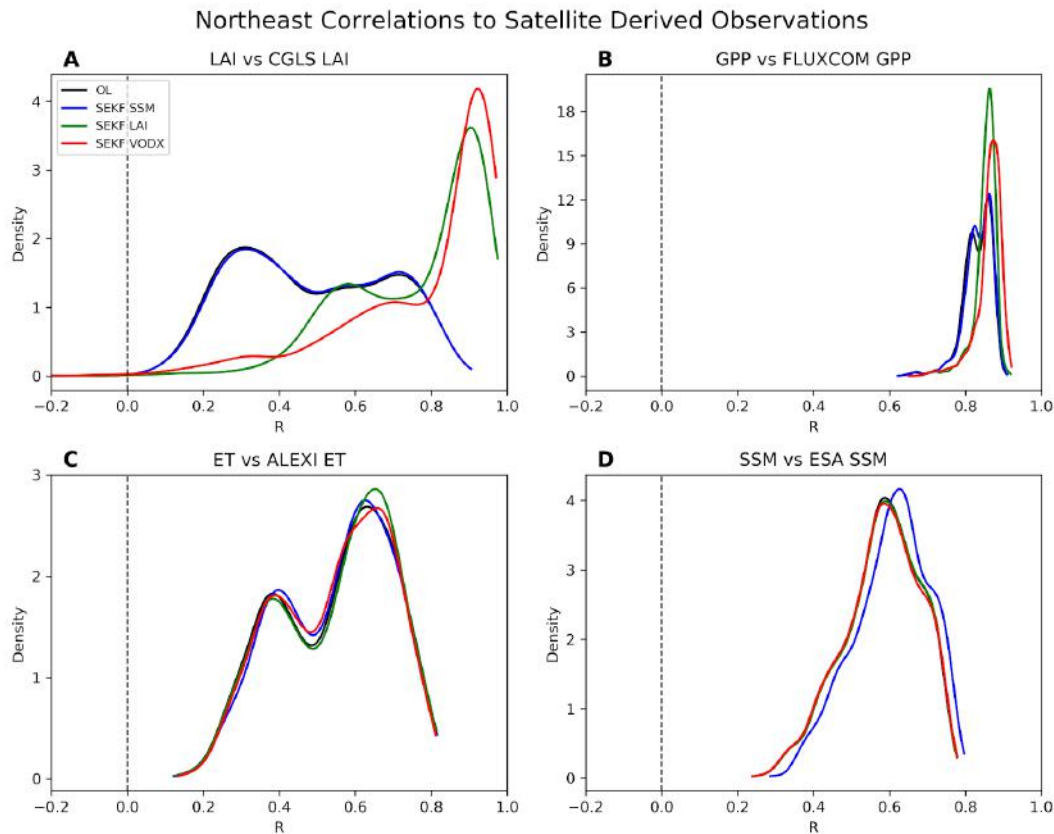 Northeast Correlations to Satellite Derived Observations
A
LAI vs CGLS LAI
OL
SEKF SSM
SEKF LAI
SEKF VODX
Density
4
3
2
1
0
−0.2 0.0 0.2 0.4 0.6 0.8 1.0
R
B
GPP vs FLUXCOM GPP
Density
18
15
12
9
6
3
0
−0.2 0.0 0.2 0.4 0.6 0.8 1.0
R
C
ET vs ALEXI ET
Density
3
2
1
0
−0.2 0.0 0.2 0.4 0.6 0.8 1.0
R
D
SSM vs ESA SSM
Density
4
3
2
1
0
−0.2 0.0 0.2 0.4 0.6 0.8 1.0
R